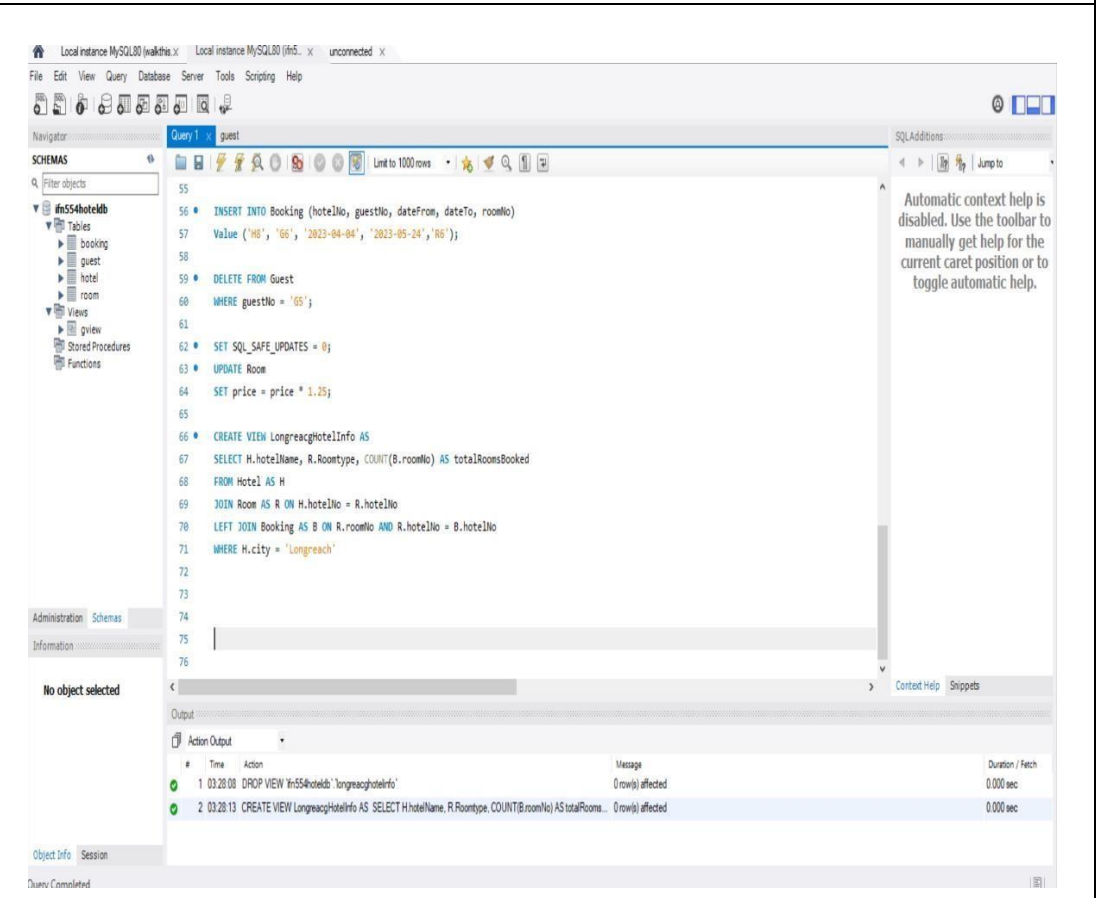 Local instance MySQL80 (walkthis. x Local instance MySQL80 (ifn5... x unconnected x
File Edit View Query Database Server Tools Scripting Help
Navigator
Query 1 x guest
SQLAdditions
SCHEMAS
Limit to 1000 rows
Jump to
Filter objects
ifn554hoteldb
Tables
booking
guest
hotel
room
Views
gview
Stored Procedures
Functions
55
56 INSERT INTO Booking (hotelNo, guestNo, dateFrom, dateTo, roomNo)
57 Value ('H8', 'G6', '2023-04-04', '2023-05-24','R6');
58
59 DELETE FROM Guest
60 WHERE guestNo = 'G5';
61
62 SET SQL_SAFE_UPDATES = 0;
63 UPDATE Room
64 SET price = price * 1.25;
65
66 CREATE VIEW LongreacgHotelInfo AS
67 SELECT H.hotelName, R.Roomtype, COUNT(B.roomNo) AS totalRoomsBooked
68 FROM Hotel AS H
69 JOIN Room AS R ON H.hotelNo = R.hotelNo
70 LEFT JOIN Booking AS B ON R.roomNo AND R.hotelNo = B.hotelNo
71 WHERE H.city = 'Longreach'
72
73
74
75
76
Automatic context help is
disabled. Use the toolbar to
manually get help for the
current caret position or to
toggle automatic help.
Administration Schemas
Information
No object selected
Context Help Snippets
Output
Action Output
# Time Action Message Duration / Fetch
1 03:28:08 DROP VIEW `ifn554hoteldb`.`longreacghotelinfo` 0 row(s) affected 0.000 sec
2 03:28:13 CREATE VIEW LongreacgHotelInfo AS SELECT H.hotelName, R.Roomtype, COUNT(B.roomNo) AS totalRooms... 0 row(s) affected 0.000 sec
Object Info Session
Query Completed